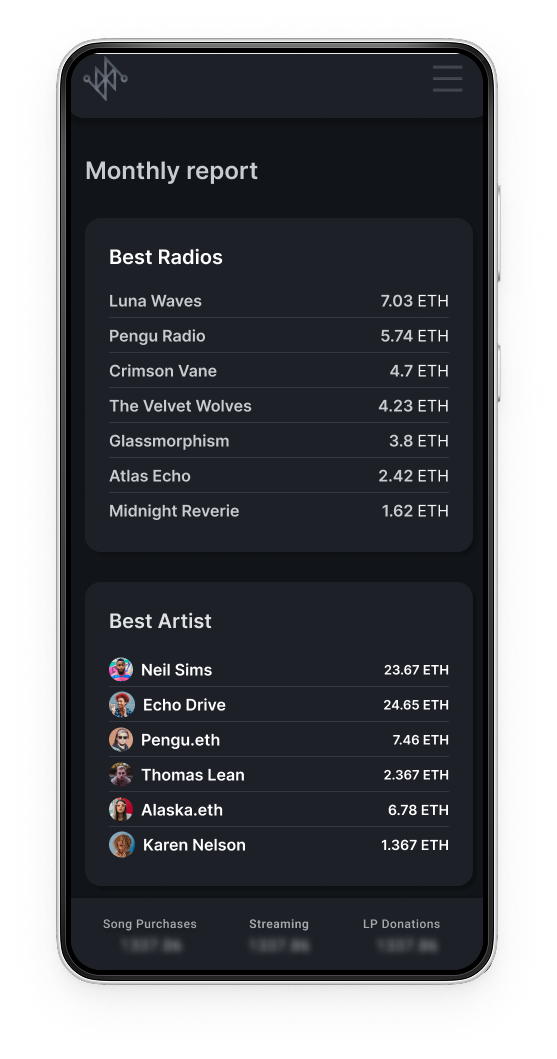 Monthly report
Best Radios
Luna Waves 7.03 ETH
Pengu Radio 5.74 ETH
Crimson Vane 4.7 ETH
The Velvet Wolves 4.23 ETH
Glassmorphism 3.8 ETH
Atlas Echo 2.42 ETH
Midnight Reverie 1.62 ETH
Best Artist
Neil Sims 23.67 ETH
Echo Drive 24.65 ETH
Pengu.eth 7.46 ETH
Thomas Lean 2.367 ETH
Alaska.eth 6.78 ETH
Karen Nelson 1.367 ETH
Song Purchases Streaming LP Donations